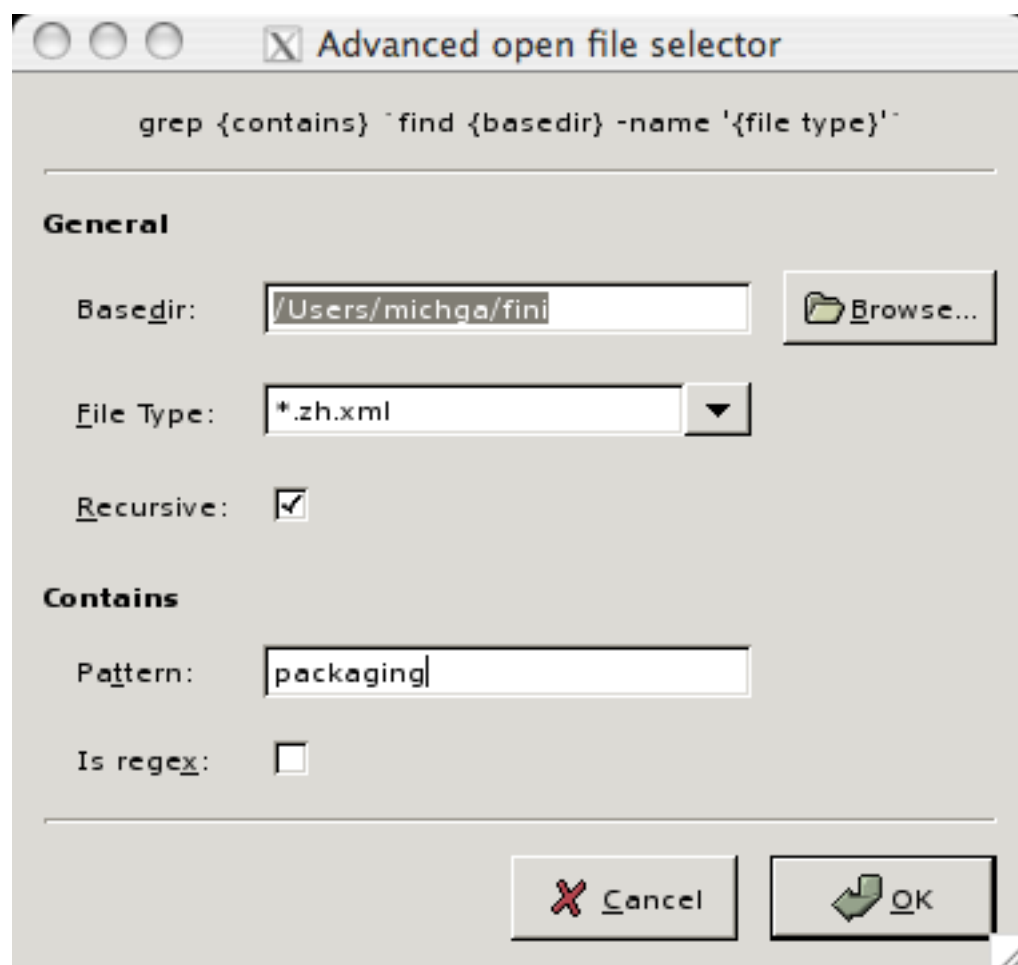 Advanced open file selector
grep {contains} `find {basedir} -name '{file type}'`
General
Basedir: /Users/michga/fini Browse...
File Type: *.zh.xml
Recursive:
Contains
Pattern: packaging
Is regex:
Cancel OK